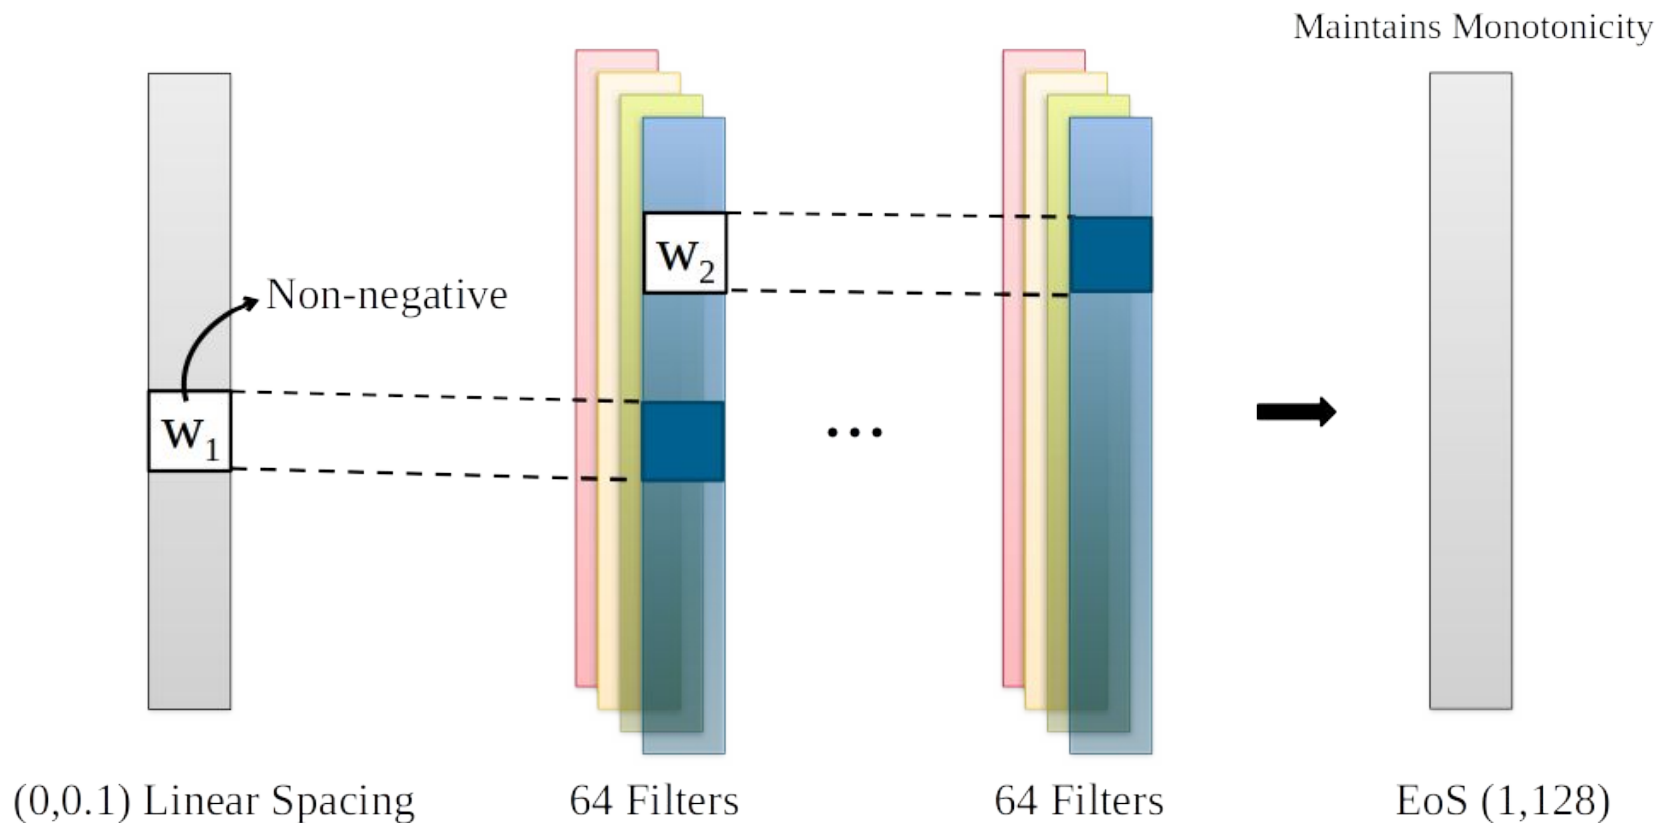 Maintains Monotonicity
W2
Non-negative
W1
...
(0,0.1) Linear Spacing
64 Filters
64 Filters
EoS (1,128)